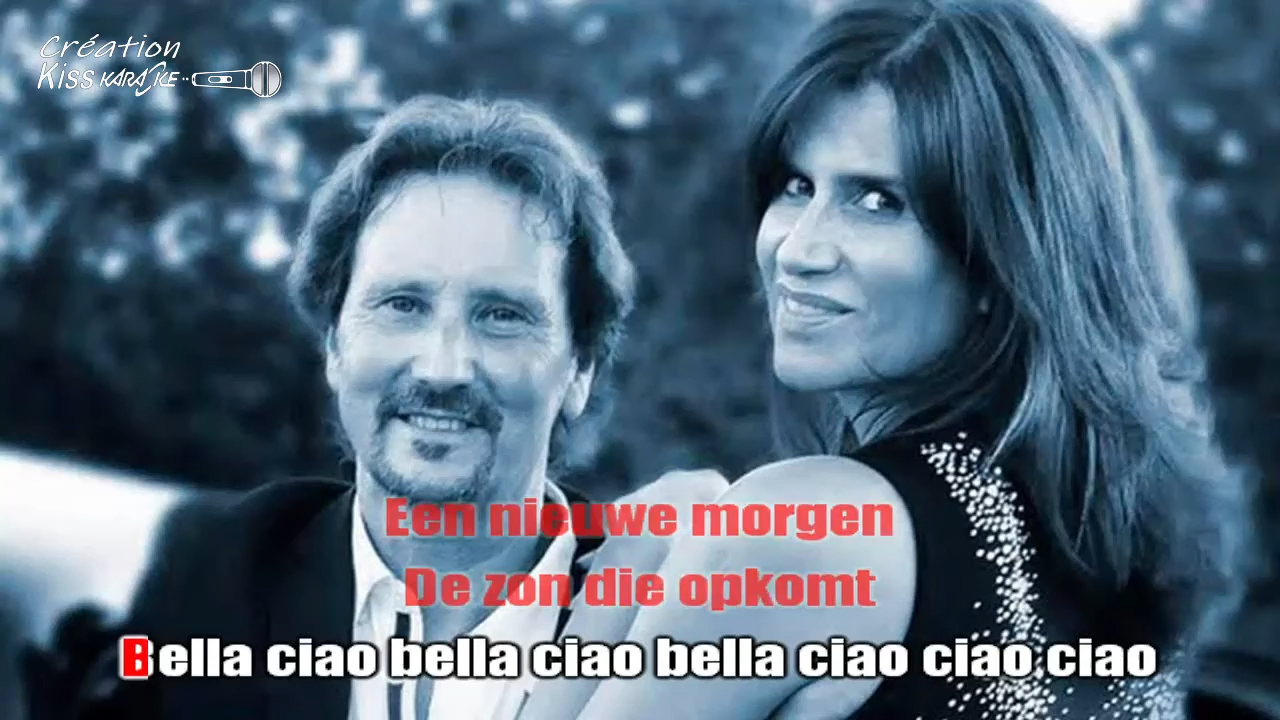 Création
Kiss KARAOKE
Een nieuwe morgen
De zon die opkomt
Bella ciao bella ciao bella ciao ciao ciao